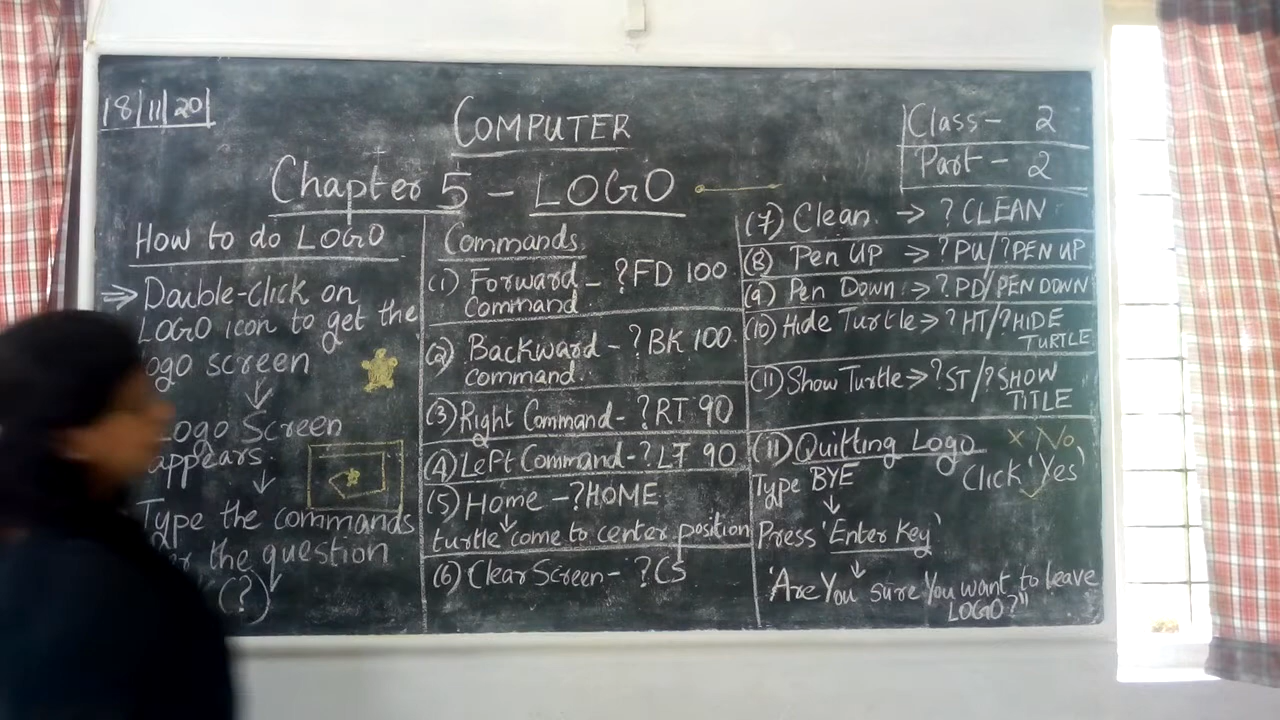 18/11/20
COMPUTER
Class - 2
Part - 2
Chapter 5 - LOGO
How to do LOGO
⇒ Double-click on
LOGO icon to get the
ogo screen
↓
Logo Screen
appears.
↓
Type the commands
the question
(?)
Commands
(1) Forward - ?FD 100
command
(2) Backward - ?BK 100
command.
(3) Right Command - ?RT 90
(4) Left Command - ?LT 90
(5) Home - ?HOME
turtle come to center position
(6) Clear Screen - ?CS
(7) Clean. → ? CLEAN
(8) Pen UP → ?PU/?PEN UP
(9) Pen Down → ?PD/PEN DOWN
(10) Hide Turtle → ?HT/?HIDE
TURTLE
(11) Show Turtle → ?ST/?SHOW
TITLE
(11) Quitting Logo
× No
Click 'Yes'
Type BYE
↓
Press 'Enter Key'
↓
'Are You sure You want to leave
LOGO?"